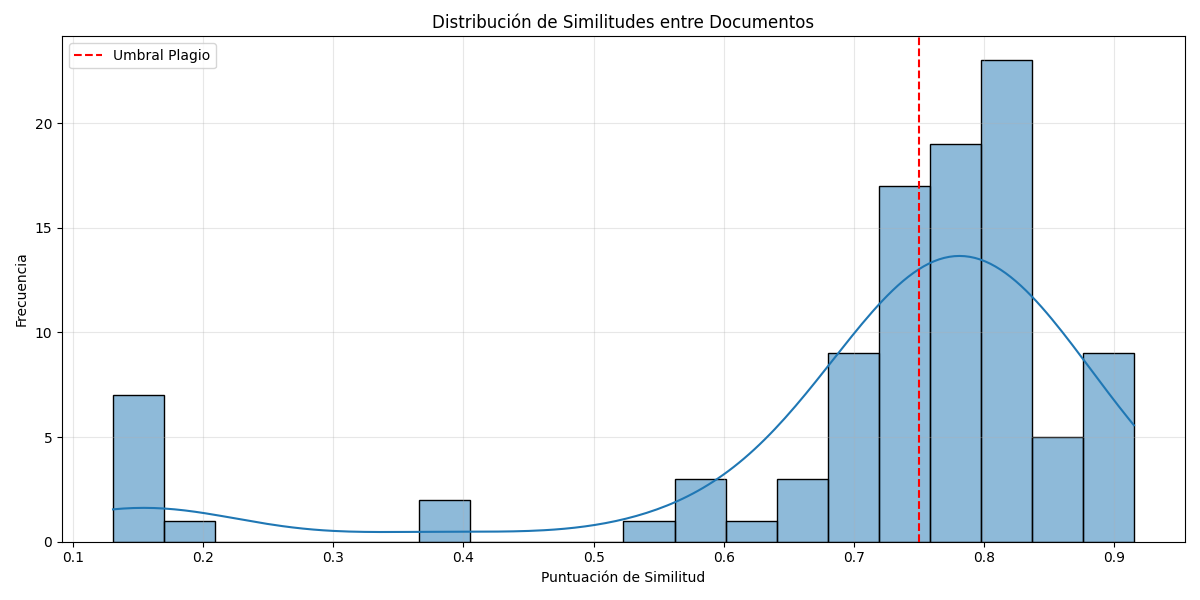 Distribución de Similitudes entre Documentos
Umbral Plagio
Frecuencia
20
15
10
5
0
0.1 0.2 0.3 0.4 0.5 0.6 0.7 0.8 0.9
Puntuación de Similitud